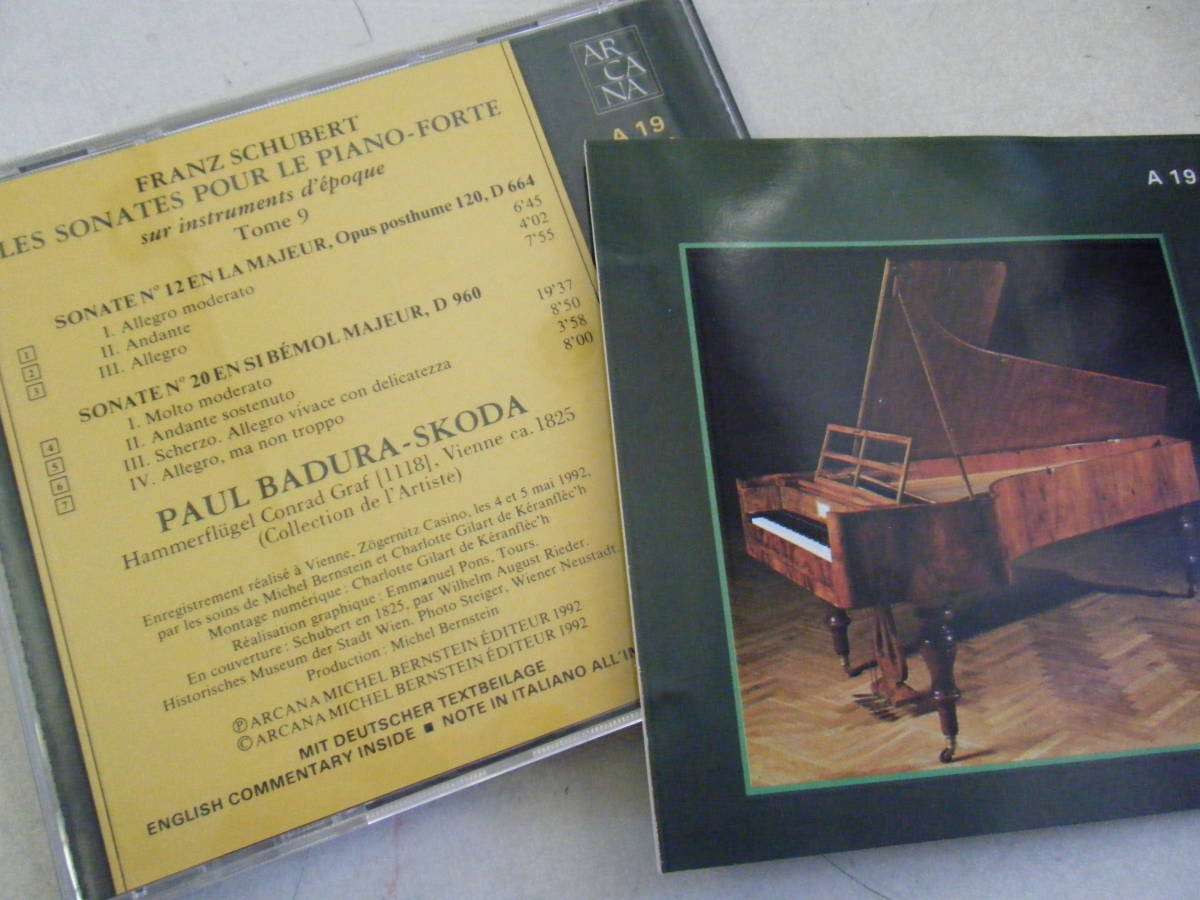 AR
CA
NA
A 19
FRANZ SCHUBERT
LES SONATES POUR LE PIANO-FORTE
sur instruments d'époque
Tome 9
SONATE N° 12 EN LA MAJEUR, Opus posthume 120, D 664
1 I. Allegro moderato 6'45
2 II. Andante 4'02
3 III. Allegro 7'55
SONATE N° 20 EN SI BÉMOL MAJEUR, D 960
4 I. Molto moderato 19'37
5 II. Andante sostenuto 8'50
6 III. Scherzo. Allegro vivace con delicatezza 3'58
7 IV. Allegro, ma non troppo 8'00
PAUL BADURA-SKODA
Hammerflügel Conrad Graf [1118], Vienne ca. 1825
(Collection de l'Artiste)
Enregistrement réalisé à Vienne, Zögernitz Casino, les 4 et 5 mai 1992,
par les soins de Michel Bernstein et Charlotte Gilart de Kéranflèc'h
Montage numérique : Charlotte Gilart de Kéranflèc'h
Réalisation graphique : Emmanuel Pons, Tours.
En couverture : Schubert en 1825, par Wilhelm August Rieder.
Historisches Museum der Stadt Wien. Photo Steiger, Wiener Neustadt.
Production : Michel Bernstein
℗ ARCANA MICHEL BERNSTEIN ÉDITEUR 1992
© ARCANA MICHEL BERNSTEIN ÉDITEUR 1992
MIT DEUTSCHER TEXTBEILAGE
ENGLISH COMMENTARY INSIDE ■ NOTE IN ITALIANO
A 19